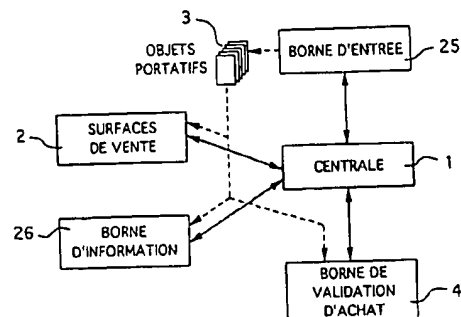 3
OBJETS
PORTATIFS
BORNE D'ENTREE
25
2
SURFACES
DE VENTE
CENTRALE
1
26
BORNE
D'INFORMATION
BORNE DE
VALIDATION
D'ACHAT
4